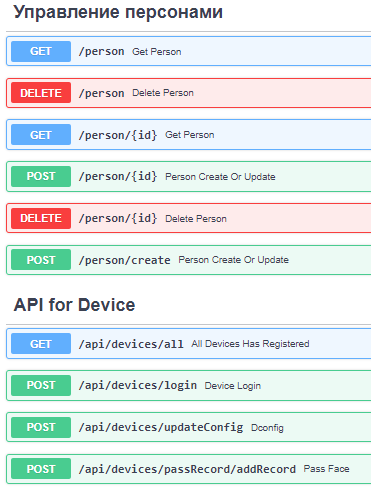 Управление персонами
GET /person Get Person
DELETE /person Delete Person
GET /person/{id} Get Person
POST /person/{id} Person Create Or Update
DELETE /person/{id} Delete Person
POST /person/create Person Create Or Update
API for Device
GET /api/devices/all All Devices Has Registered
POST /api/devices/login Device Login
POST /api/devices/updateConfig Dconfig
POST /api/devices/passRecord/addRecord Pass Face